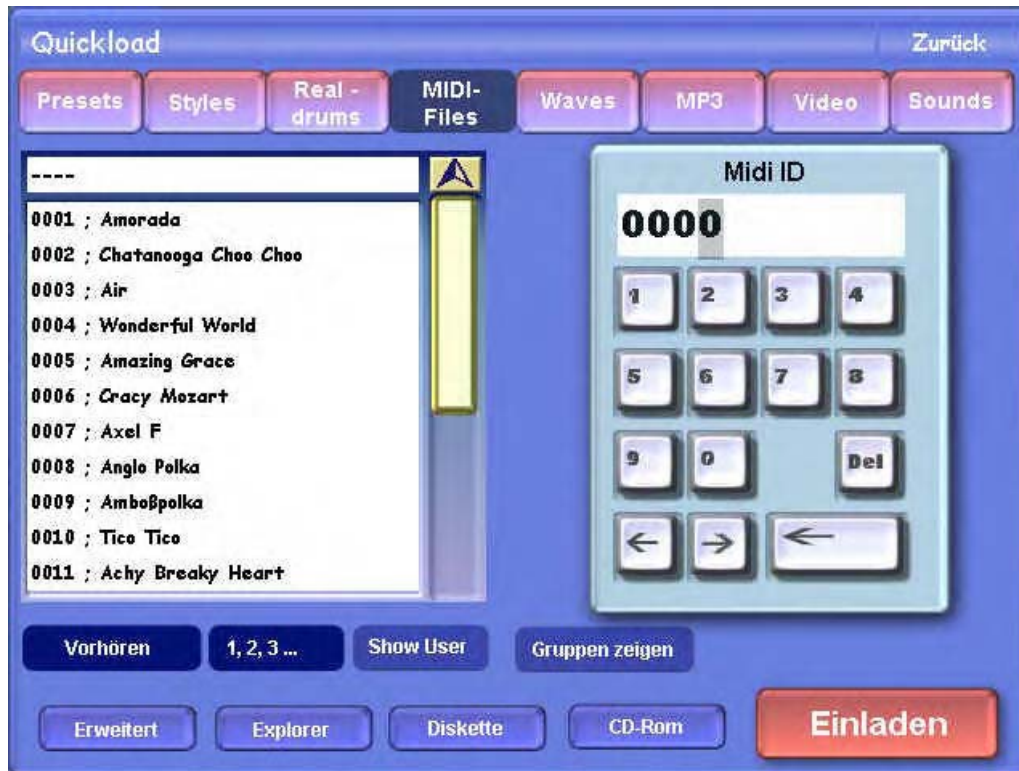 Quickload Zurück
Presets Styles Real -
drums MIDI-
Files Waves MP3 Video Sounds
----
0001 ; Amorada
0002 ; Chatanooga Choo Choo
0003 ; Air
0004 ; Wonderful World
0005 ; Amazing Grace
0006 ; Cracy Mozart
0007 ; Axel F
0008 ; Anglo Polka
0009 ; Amboßpolka
0010 ; Tico Tico
0011 ; Achy Breaky Heart
Midi ID
0000
1 2 3 4
5 6 7 8
9 0 Del
← → ←
Vorhören 1, 2, 3 ... Show User Gruppen zeigen
Erweitert Explorer Diskette CD-Rom Einladen